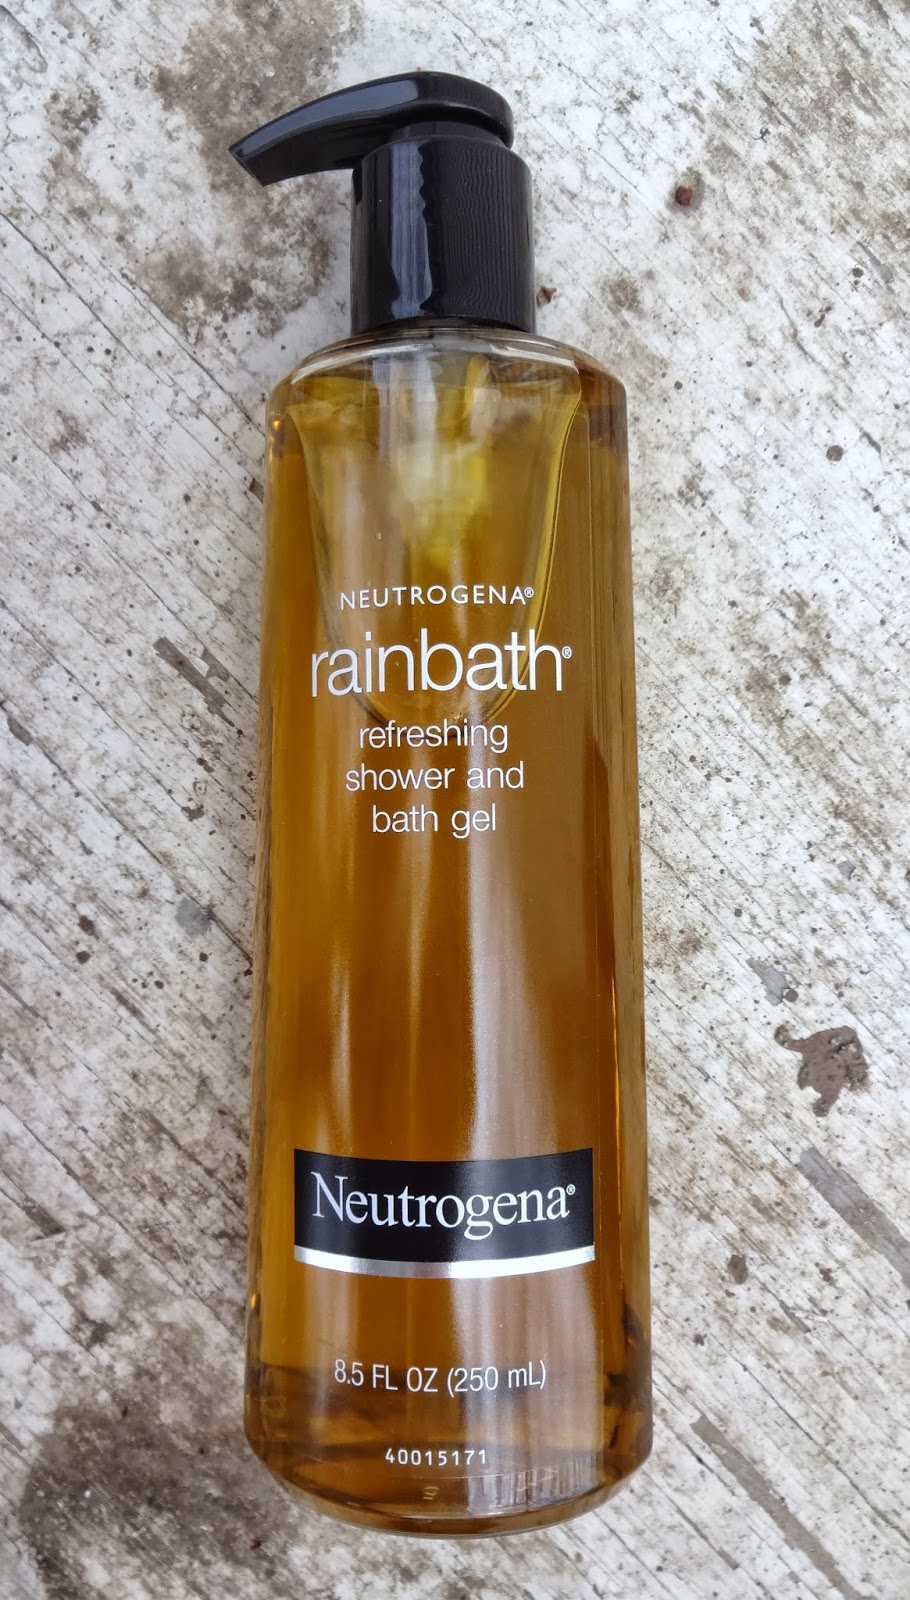 NEUTROGENA®
rainbath®
refreshing
shower and
bath gel
Neutrogena®
8.5 FL OZ (250 mL)
40015171